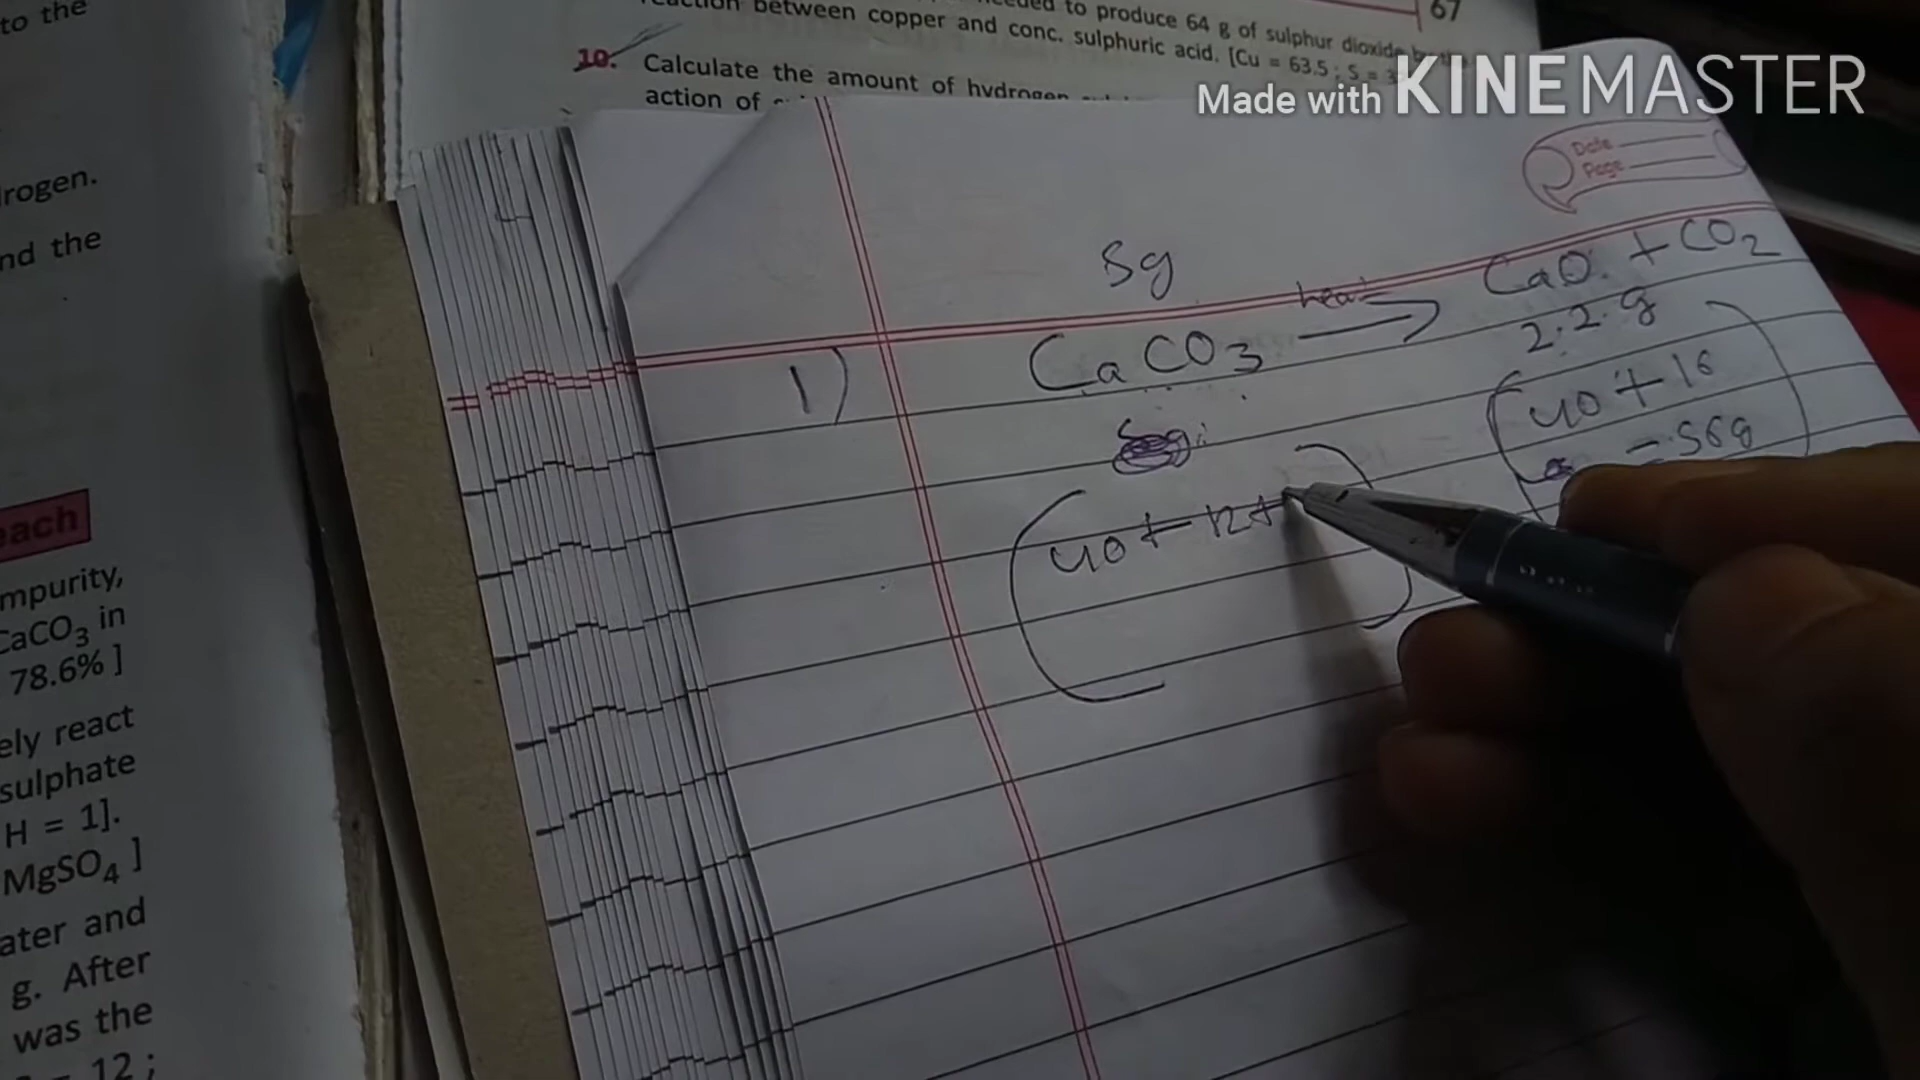 to the
rogen.
nd the
each
mpurity,
CaCO3 in
78.6% ]
ely react
sulphate
H = 1].
MgSO4 ]
ater and
g. After
was the
12 ;
67
to produce 64 g of sulphur dioxide
reaction between copper and conc. sulphuric acid. [Cu = 63.5 ; S =
10. Calculate the amount of hydrogen
action of
Made with KINEMASTER
Date
Page
5g
1) CaCO3 heat → CaO + CO2
2.2.g
(40 + 16
= 56g
(40 + 12 +